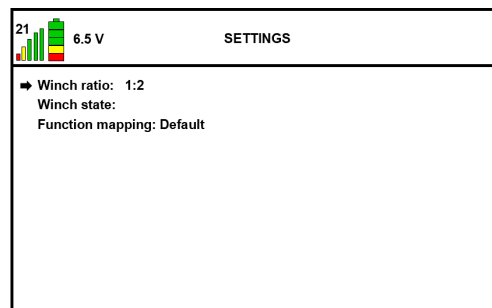 21
6.5 V
SETTINGS
Winch ratio: 1:2
Winch state:
Function mapping: Default